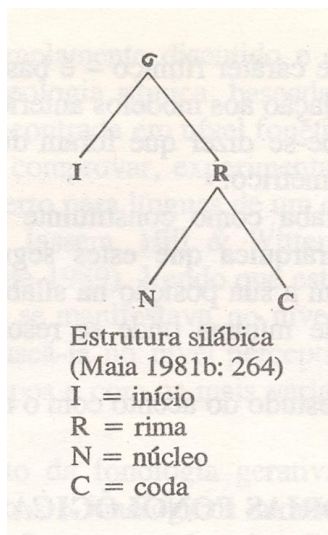 σ
I R
N C
Estrutura silábica
(Maia 1981b: 264)
I = início
R = rima
N = núcleo
C = coda